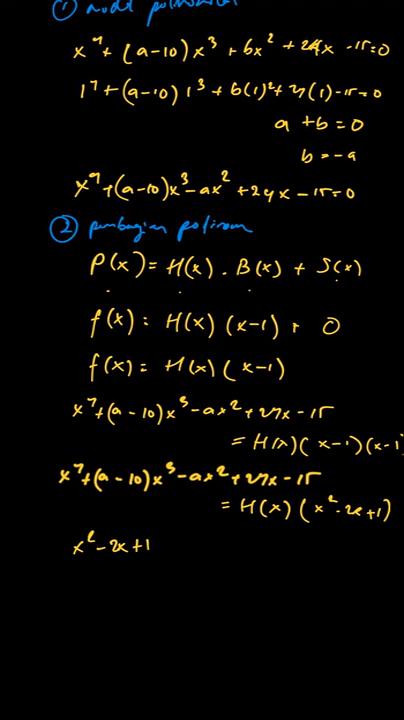 ① nodl polinomial
x⁴ + (a-10) x³ + bx² + 24x - 15 = 0
1⁴ + (a-10) 1³ + b(1)² + 24(1) - 15 = 0
a + b = 0
b = -a
x⁴ + (a-10)x³ - ax² + 24x - 15 = 0
② pembagian polinom
P(x) = H(x) . B(x) + S(x)
f(x) = H(x) (x-1) + 0
f(x) = H(x) (x-1)
x⁴ + (a-10)x³ - ax² + 24x - 15
= H(x) (x-1)(x-1)
x⁴ + (a-10)x³ - ax² + 24x - 15
= H(x) (x² - 2x + 1)
x² - 2x + 1